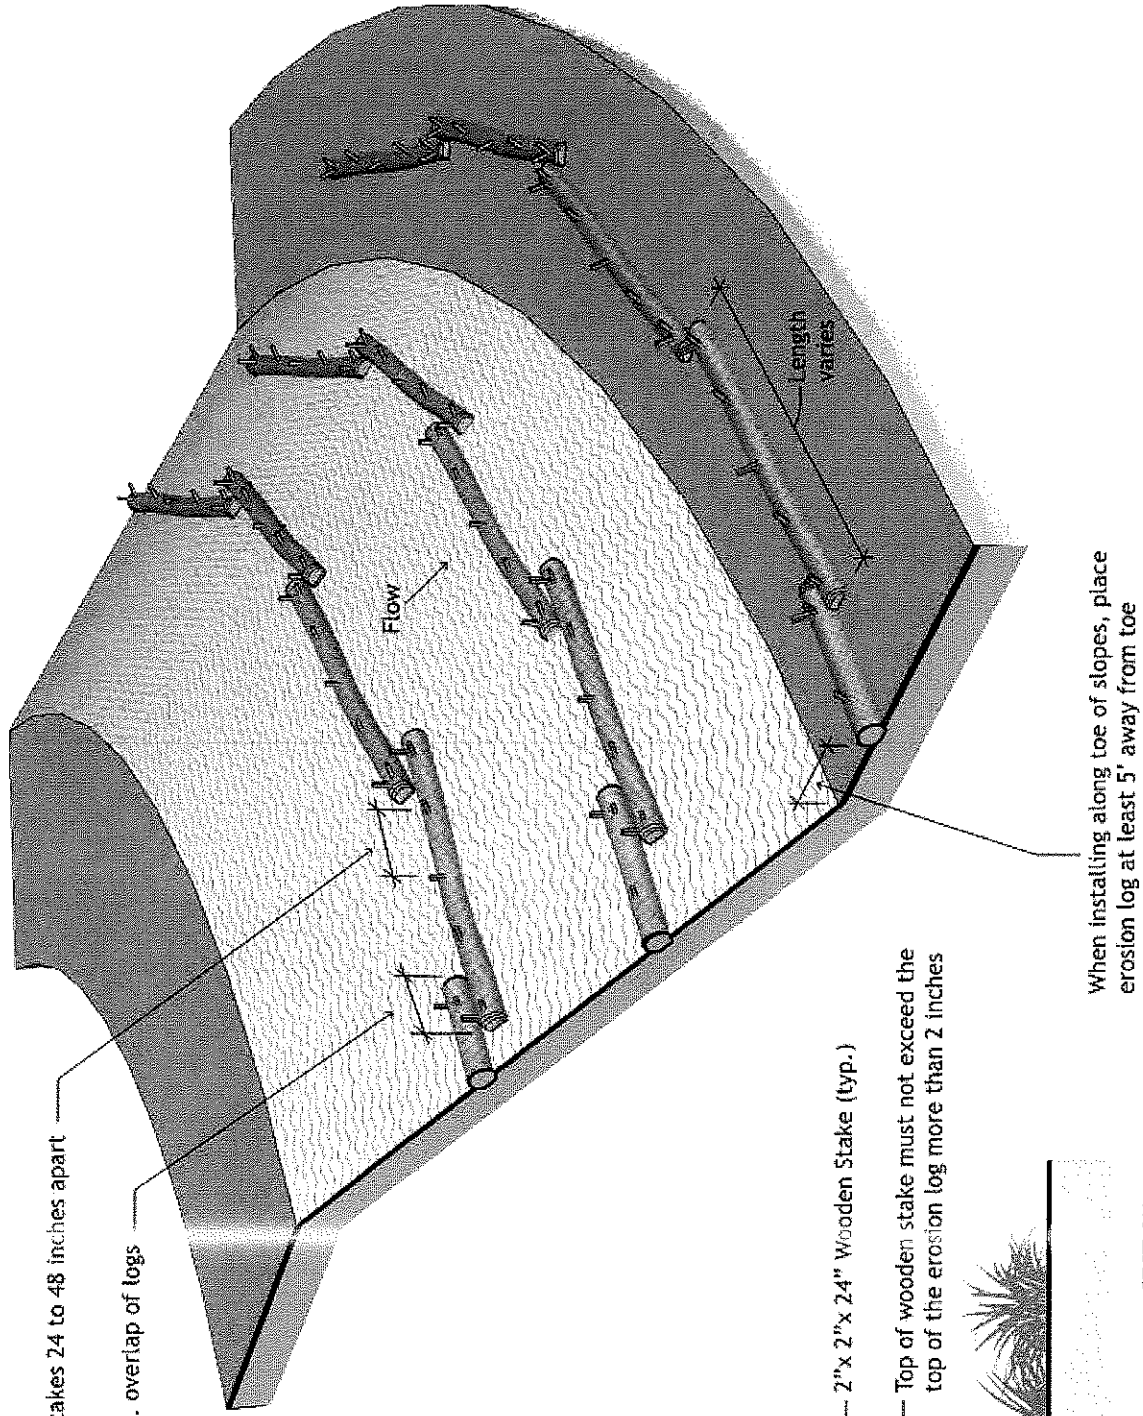 takes 24 to 48 inches apart
. overlap of logs
Flow
Length
varies
2"x 2"x 24" Wooden Stake (typ.)
Top of wooden stake must not exceed the
top of the erosion log more than 2 inches
When installing along toe of slopes, place
erosion log at least 5' away from toe